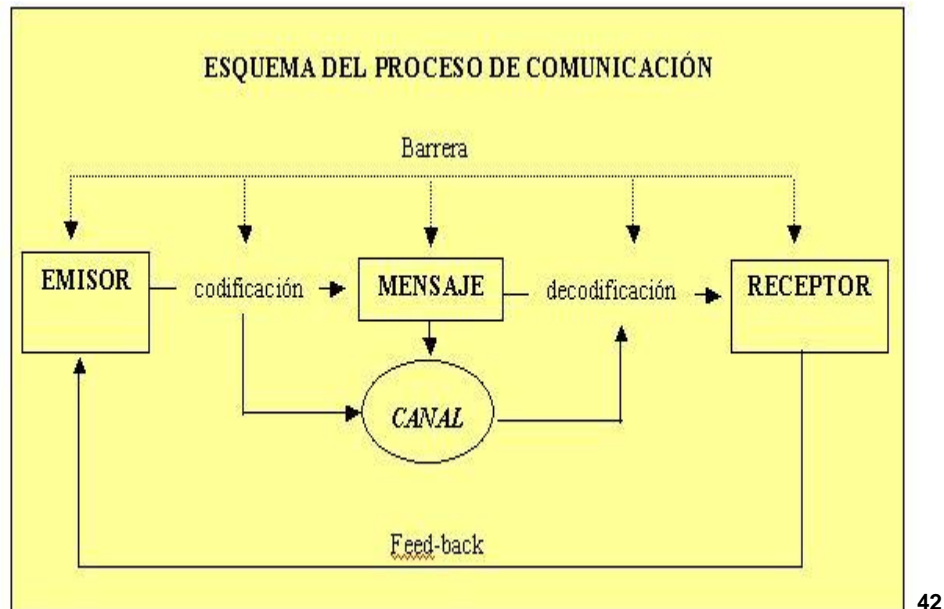 ESQUEMA DEL PROCESO DE COMUNICACIÓN
Barrera
EMISOR
codificación
MENSAJE
decodificación
RECEPTOR
CANAL
Feed-back
42